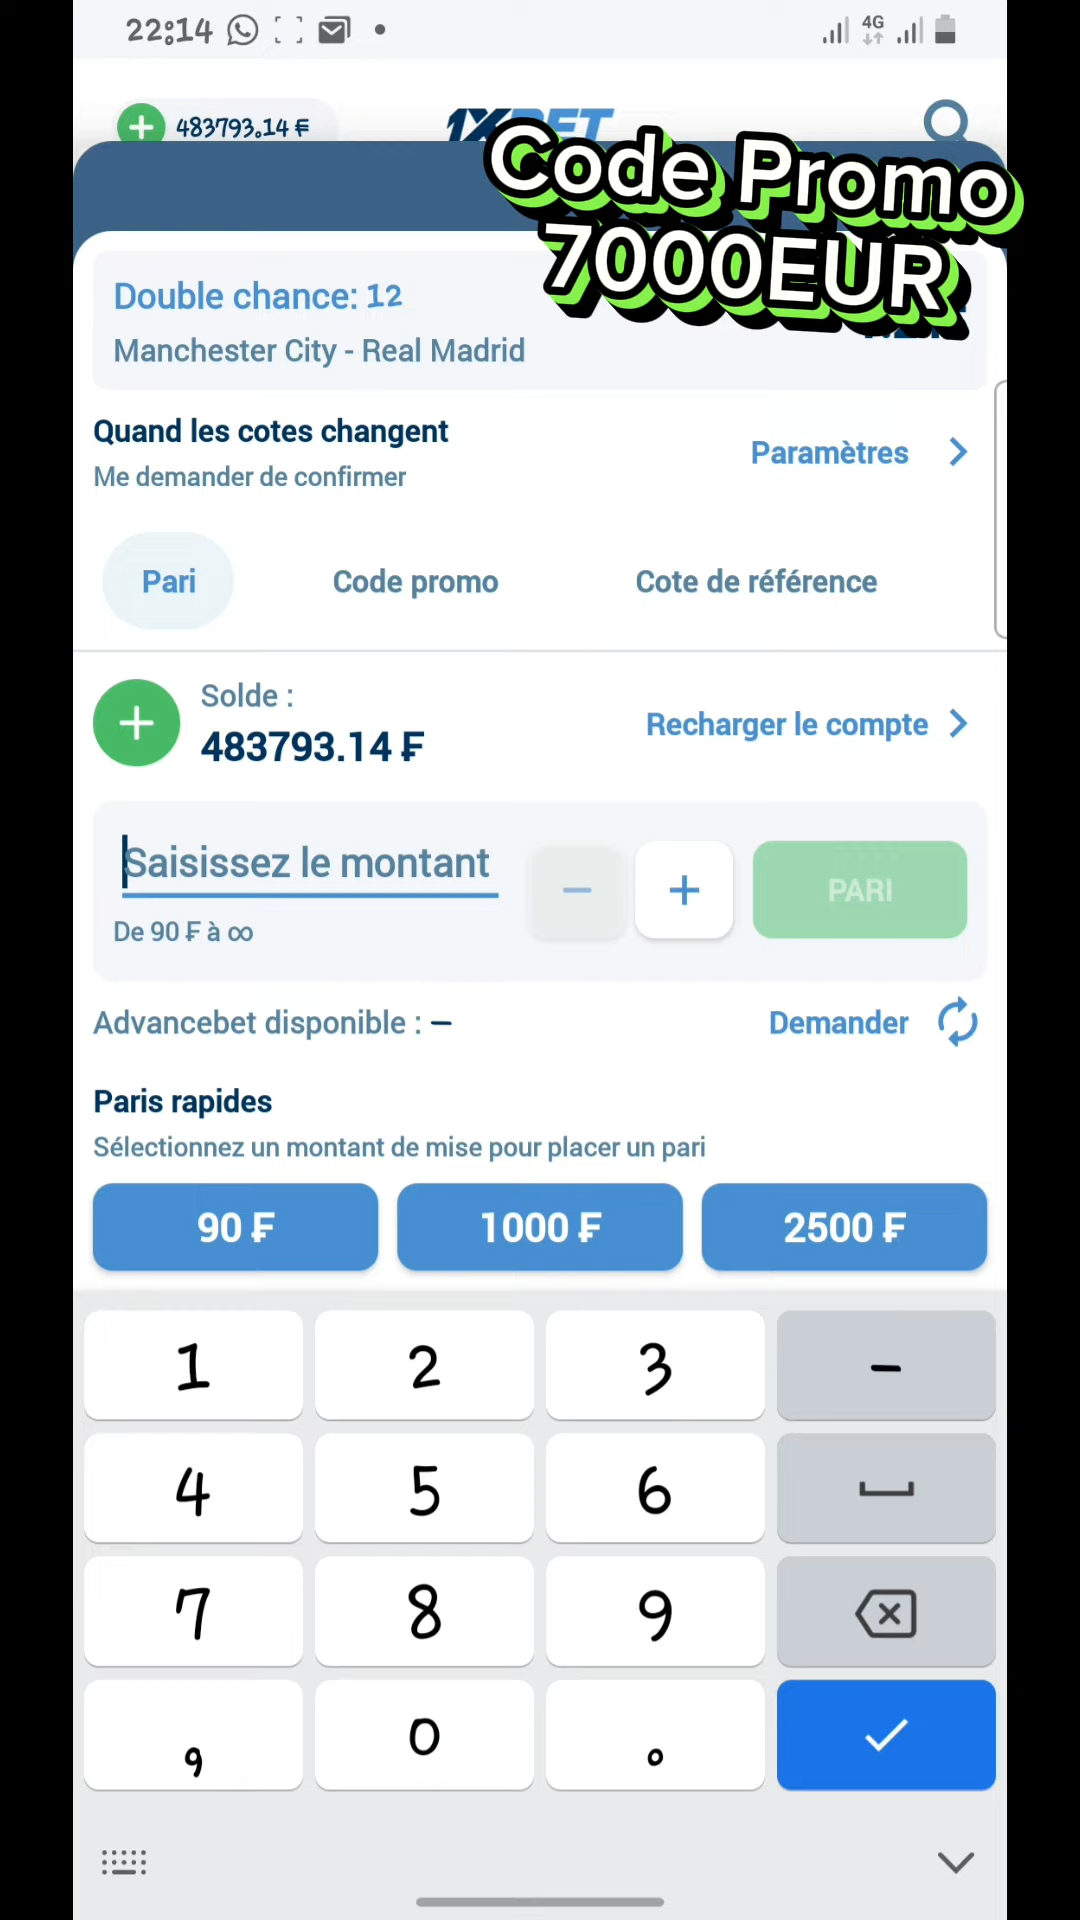 22:14
4G
483793.14 ₣
1XBET
Code Promo
7000EUR
Double chance: 12
Manchester City - Real Madrid
Quand les cotes changent
Me demander de confirmer
Paramètres
Pari
Code promo
Cote de référence
Solde :
483793.14 ₣
Recharger le compte
Saisissez le montant
PARI
De 90 ₣ à ∞
Advancebet disponible : –
Demander
Paris rapides
Sélectionnez un montant de mise pour placer un pari
90 ₣
1000 ₣
2500 ₣
1 2 3 -
4 5 6
7 8 9
, 0 .